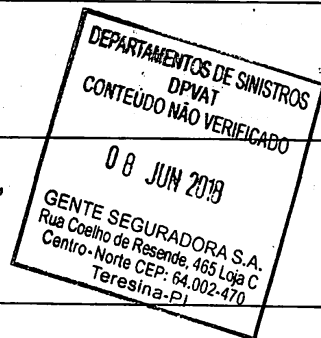 DEPARTAMENTOS DE SINISTROS
DPVAT
CONTEÚDO NÃO VERIFICADO
08 JUN 2018
GENTE SEGURADORA S.A.
Rua Coelho de Resende, 465 Loja C
Centro-Norte CEP: 64.002-470
Teresina-PI